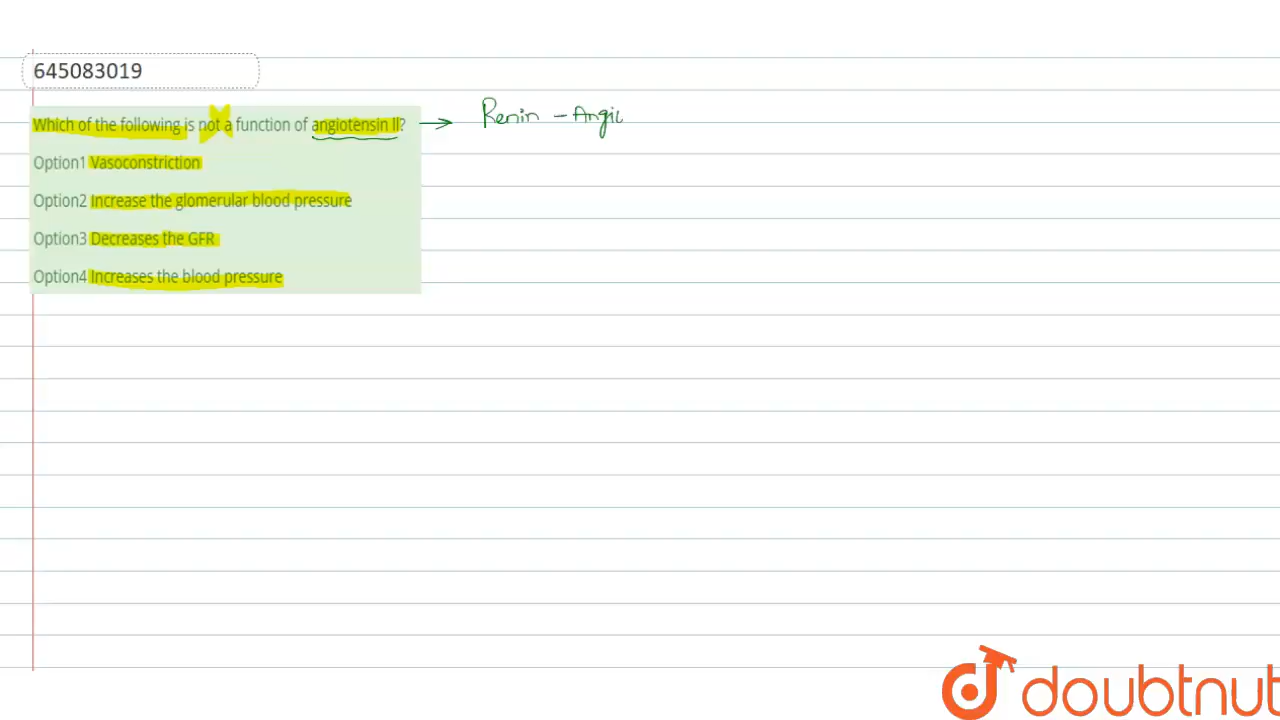 645083019
Which of the following is not a function of angiotensin II? → Renin - Angi
Option1 Vasoconstriction
Option2 Increase the glomerular blood pressure
Option3 Decreases the GFR
Option4 Increases the blood pressure
doubtnut